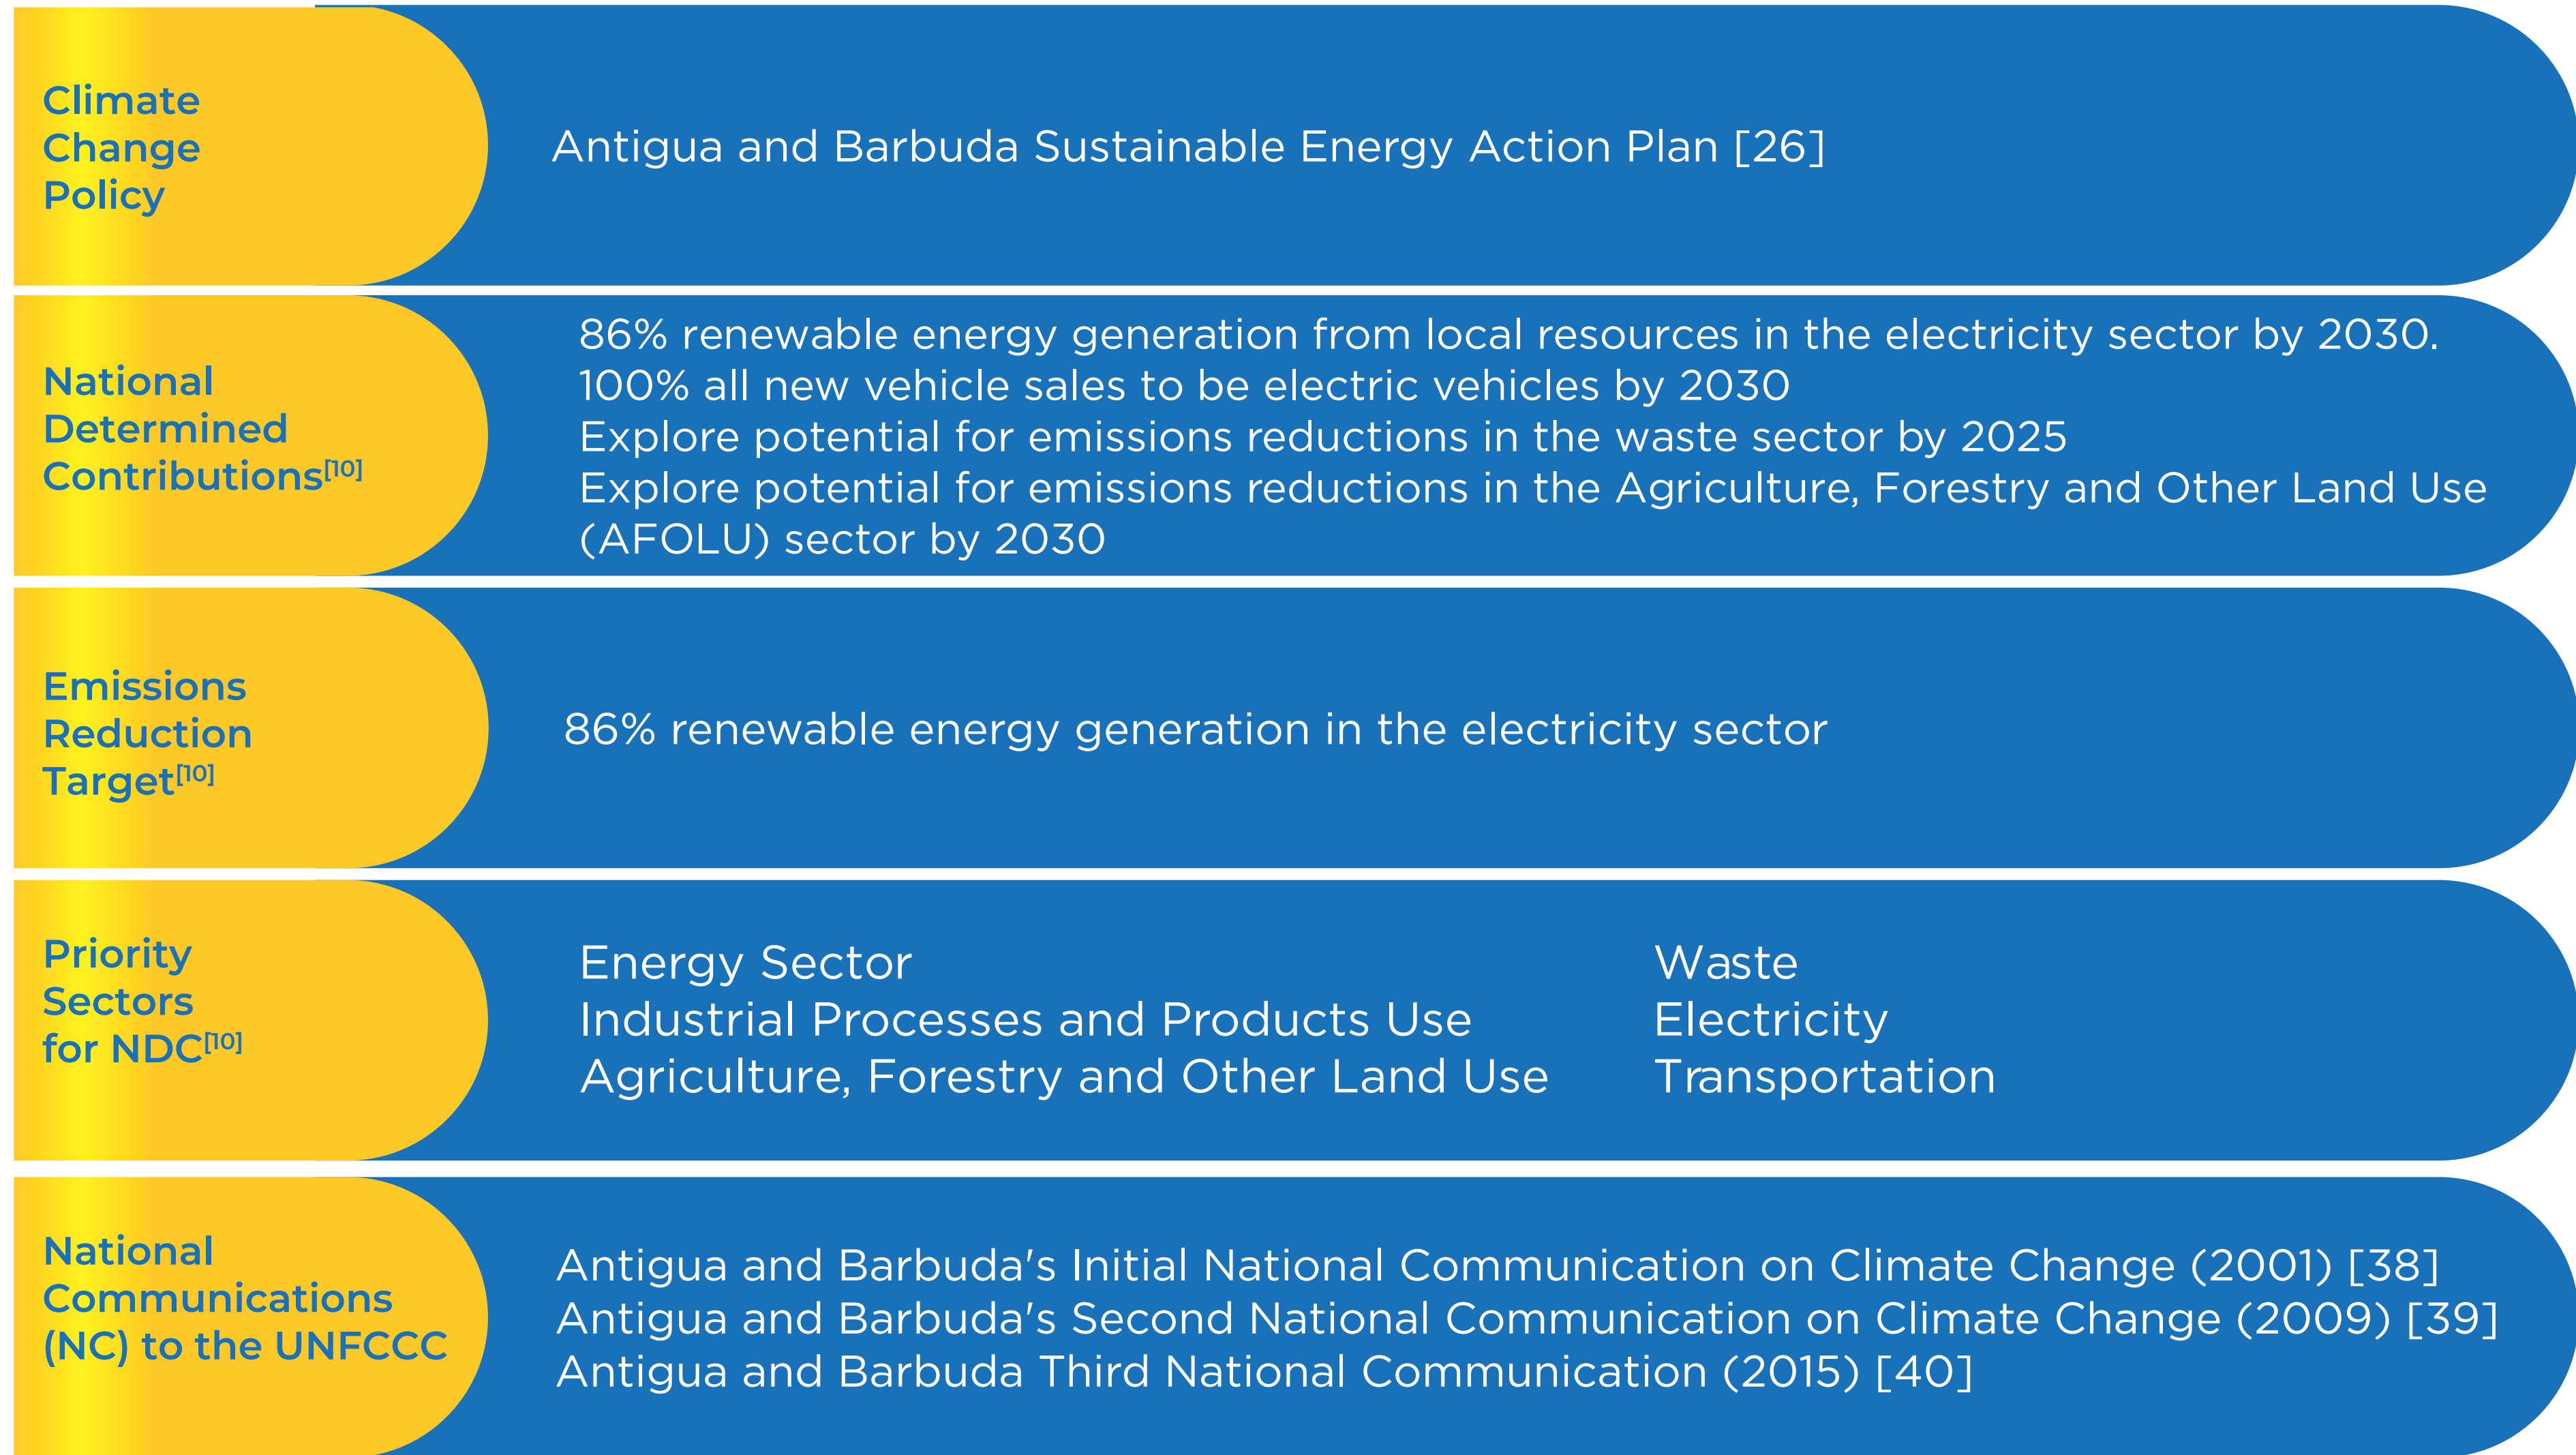 Climate
Change
Policy
Antigua and Barbuda Sustainable Energy Action Plan [26]
National
Determined
Contributions[10]
86% renewable energy generation from local resources in the electricity sector by 2030.
100% all new vehicle sales to be electric vehicles by 2030
Explore potential for emissions reductions in the waste sector by 2025
Explore potential for emissions reductions in the Agriculture, Forestry and Other Land Use
(AFOLU) sector by 2030
Emissions
Reduction
Target[10]
86% renewable energy generation in the electricity sector
Priority
Sectors
for NDC[10]
Energy Sector
Industrial Processes and Products Use
Agriculture, Forestry and Other Land Use
Waste
Electricity
Transportation
National
Communications
(NC) to the UNFCCC
Antigua and Barbuda's Initial National Communication on Climate Change (2001) [38]
Antigua and Barbuda's Second National Communication on Climate Change (2009) [39]
Antigua and Barbuda Third National Communication (2015) [40]